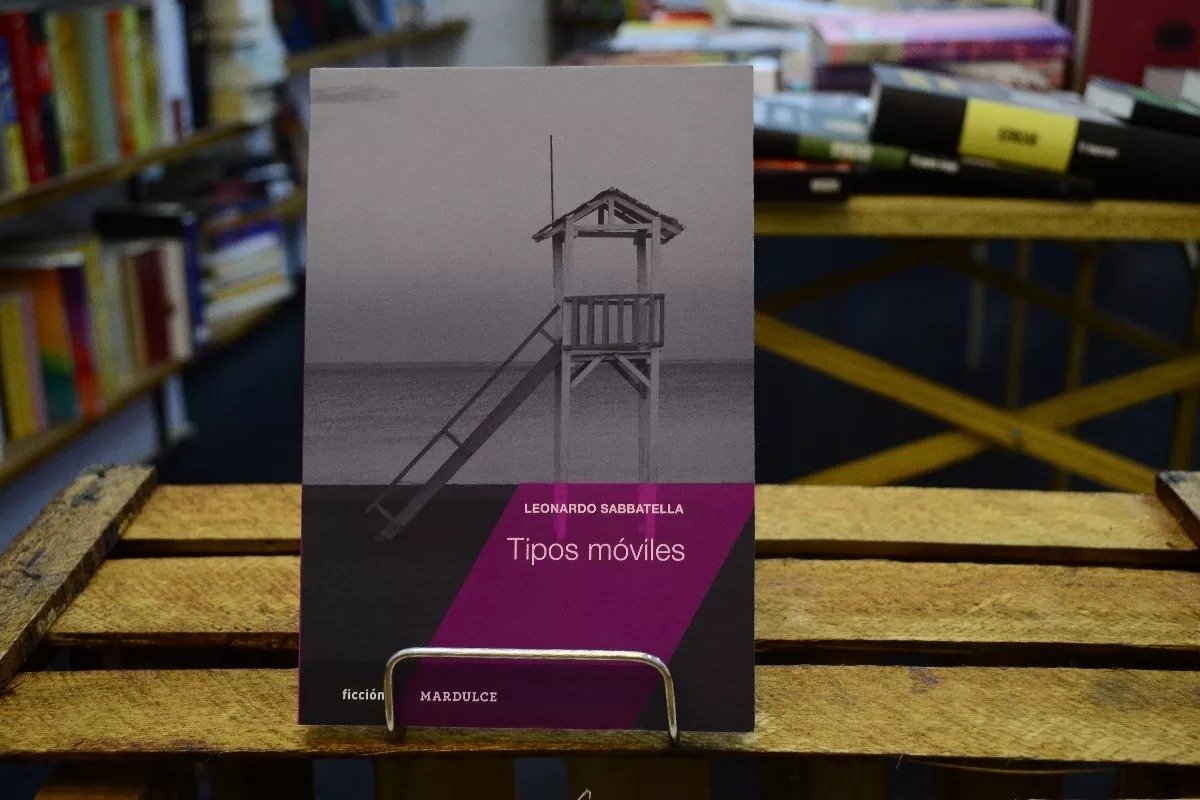 LEONARDO SABBATELLA
Tipos móviles
ficción
MARDULCE